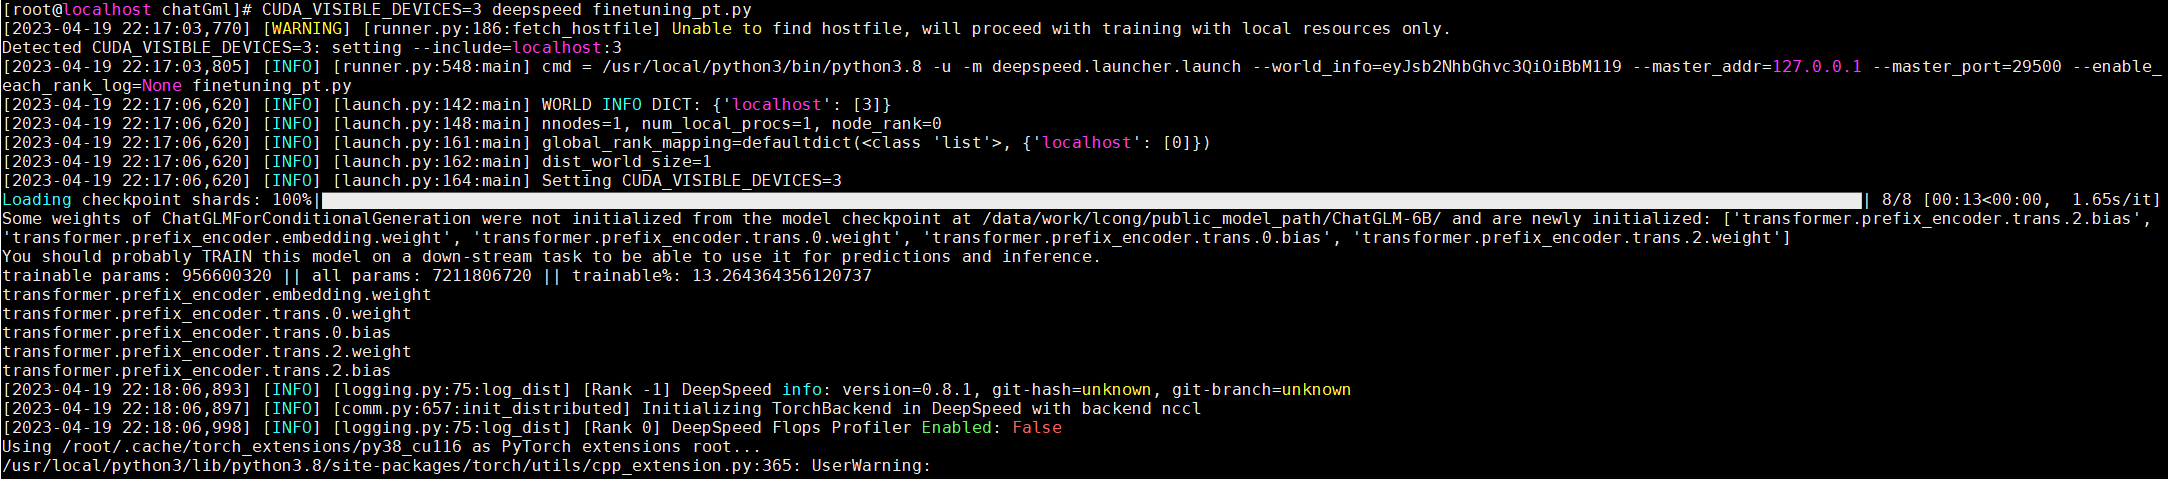 [root@localhost chatGml]# CUDA_VISIBLE_DEVICES=3 deepspeed finetuning_pt.py
[2023-04-19 22:17:03,770] [WARNING] [runner.py:186:fetch_hostfile] Unable to find hostfile, will proceed with training with local resources only.
Detected CUDA_VISIBLE_DEVICES=3: setting --include=localhost:3
[2023-04-19 22:17:03,805] [INFO] [runner.py:548:main] cmd = /usr/local/python3/bin/python3.8 -u -m deepspeed.launcher.launch --world_info=eyJsb2NhbGhvc3QiOiBbM119 --master_addr=127.0.0.1 --master_port=29500 --enable_
each_rank_log=None finetuning_pt.py
[2023-04-19 22:17:06,620] [INFO] [launch.py:142:main] WORLD INFO DICT: {'localhost': [3]}
[2023-04-19 22:17:06,620] [INFO] [launch.py:148:main] nnodes=1, num_local_procs=1, node_rank=0
[2023-04-19 22:17:06,620] [INFO] [launch.py:161:main] global_rank_mapping=defaultdict(<class 'list'>, {'localhost': [0]})
[2023-04-19 22:17:06,620] [INFO] [launch.py:162:main] dist_world_size=1
[2023-04-19 22:17:06,620] [INFO] [launch.py:164:main] Setting CUDA_VISIBLE_DEVICES=3
Loading checkpoint shards: 100%|██████████| 8/8 [00:13<00:00,  1.65s/it]
Some weights of ChatGLMForConditionalGeneration were not initialized from the model checkpoint at /data/work/lcong/public_model_path/ChatGLM-6B/ and are newly initialized: ['transformer.prefix_encoder.trans.2.bias',
'transformer.prefix_encoder.embedding.weight', 'transformer.prefix_encoder.trans.0.weight', 'transformer.prefix_encoder.trans.0.bias', 'transformer.prefix_encoder.trans.2.weight']
You should probably TRAIN this model on a down-stream task to be able to use it for predictions and inference.
trainable params: 956600320 || all params: 7211806720 || trainable%: 13.264364356120737
transformer.prefix_encoder.embedding.weight
transformer.prefix_encoder.trans.0.weight
transformer.prefix_encoder.trans.0.bias
transformer.prefix_encoder.trans.2.weight
transformer.prefix_encoder.trans.2.bias
[2023-04-19 22:18:06,893] [INFO] [logging.py:75:log_dist] [Rank -1] DeepSpeed info: version=0.8.1, git-hash=unknown, git-branch=unknown
[2023-04-19 22:18:06,897] [INFO] [comm.py:657:init_distributed] Initializing TorchBackend in DeepSpeed with backend nccl
[2023-04-19 22:18:06,998] [INFO] [logging.py:75:log_dist] [Rank 0] DeepSpeed Flops Profiler Enabled: False
Using /root/.cache/torch_extensions/py38_cu116 as PyTorch extensions root...
/usr/local/python3/lib/python3.8/site-packages/torch/utils/cpp_extension.py:365: UserWarning: